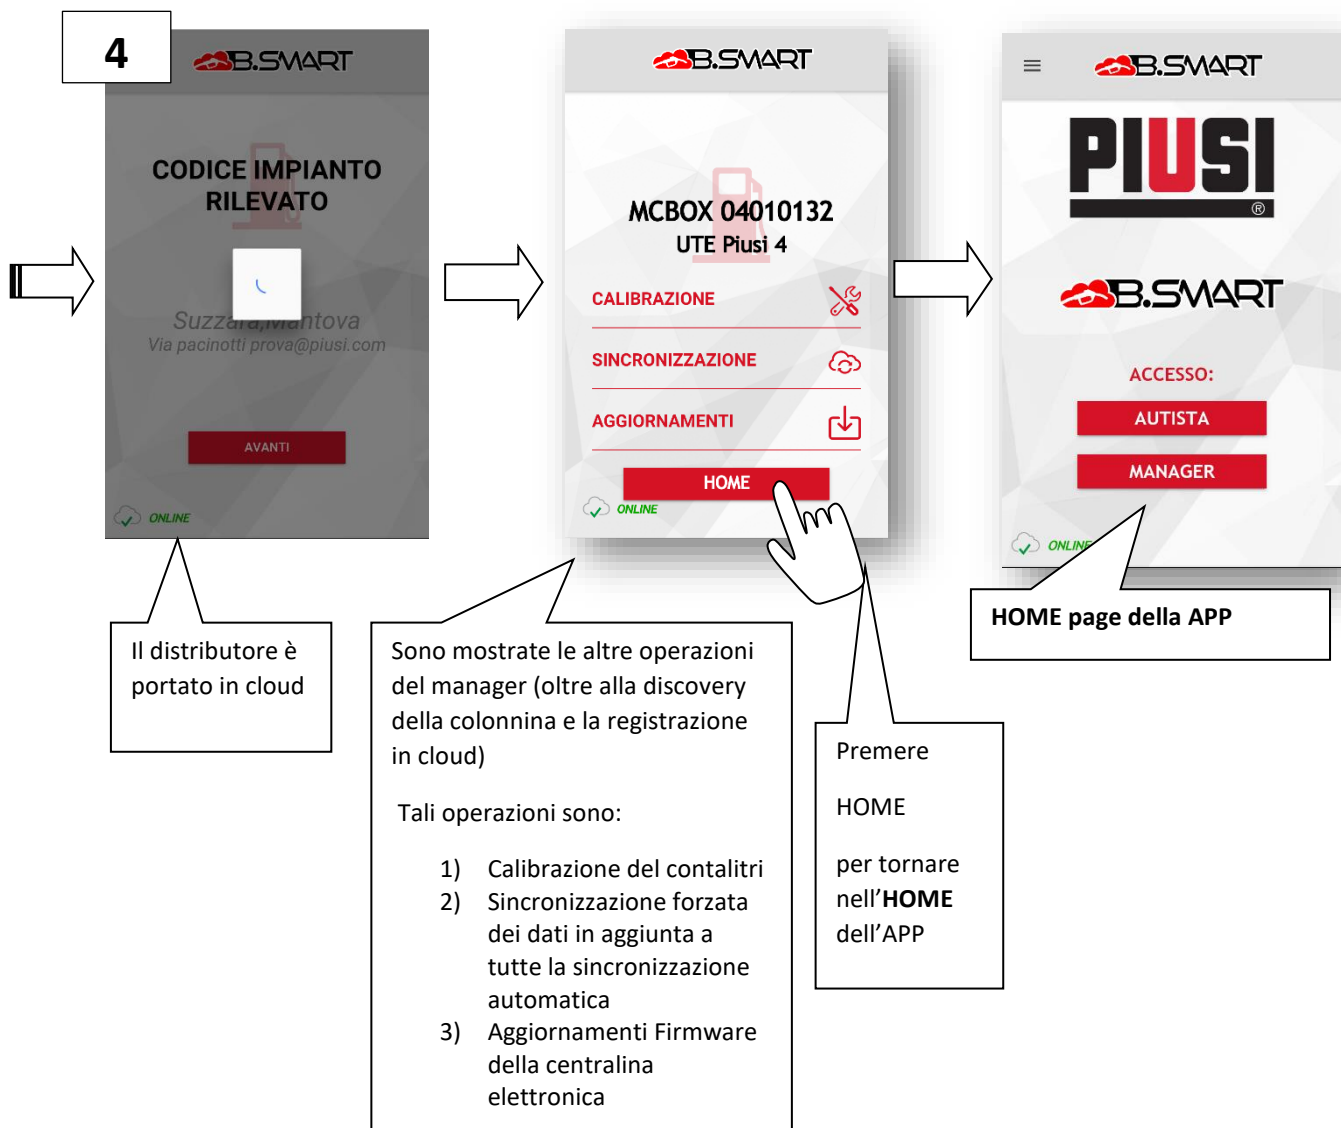 4
B.SMART
CODICE IMPIANTO
RILEVATO
Suzzara,Mantova
Via pacinotti prova@piusi.com
AVANTI
ONLINE
B.SMART
MCBOX 04010132
UTE Piusi 4
CALIBRAZIONE
SINCRONIZZAZIONE
AGGIORNAMENTI
HOME
ONLINE
B.SMART
PIUSI
®
B.SMART
ACCESSO:
AUTISTA
MANAGER
ONLINE
Il distributore è
portato in cloud
Sono mostrate le altre operazioni
del manager (oltre alla discovery
della colonnina e la registrazione
in cloud)
Tali operazioni sono:
1) Calibrazione del contalitri
2) Sincronizzazione forzata
dei dati in aggiunta a
tutte la sincronizzazione
automatica
3) Aggiornamenti Firmware
della centralina
elettronica
Premere
HOME
per tornare
nell’HOME
dell’APP
HOME page della APP